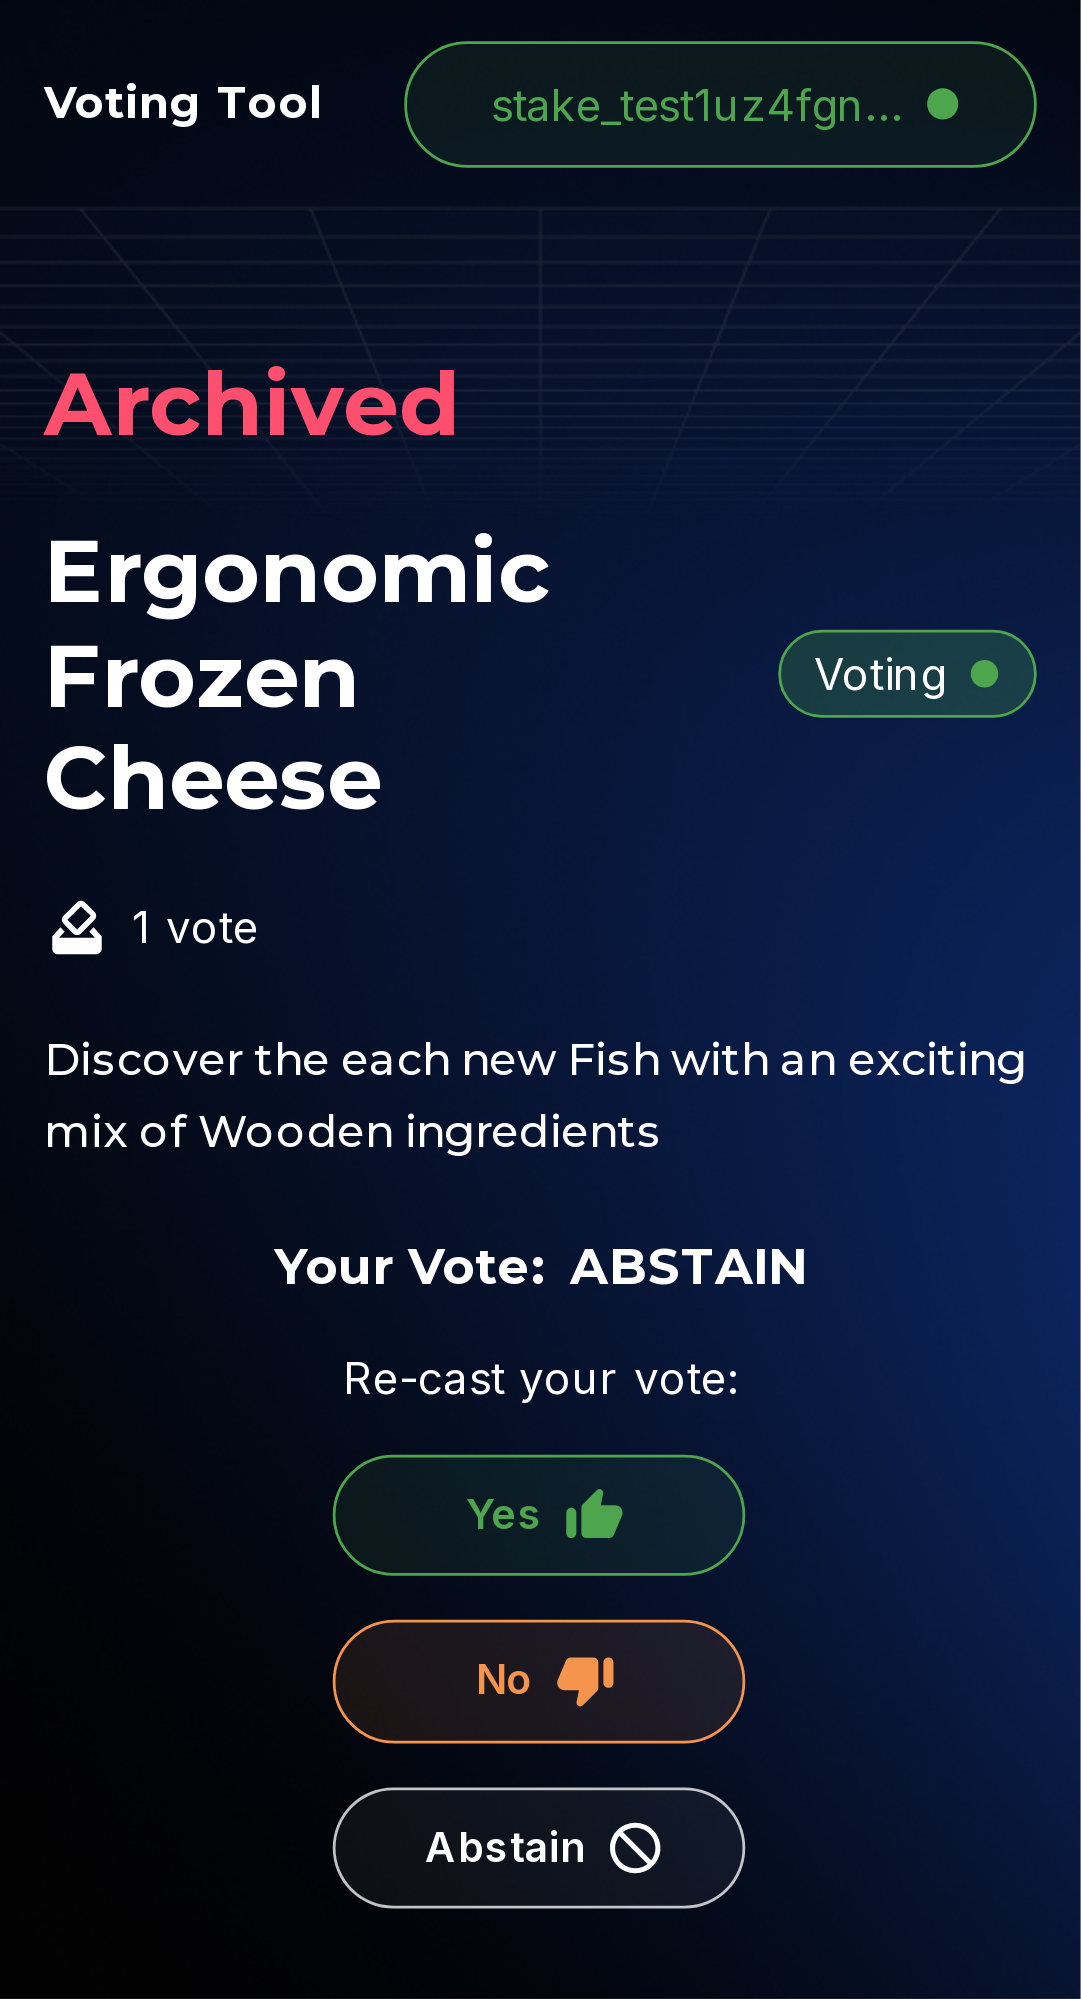 Voting Tool
stake_test1uz4fgn...
Archived
Ergonomic
Frozen
Cheese
Voting
1 vote
Discover the each new Fish with an exciting
mix of Wooden ingredients
Your Vote: ABSTAIN
Re-cast your vote:
Yes
No
Abstain